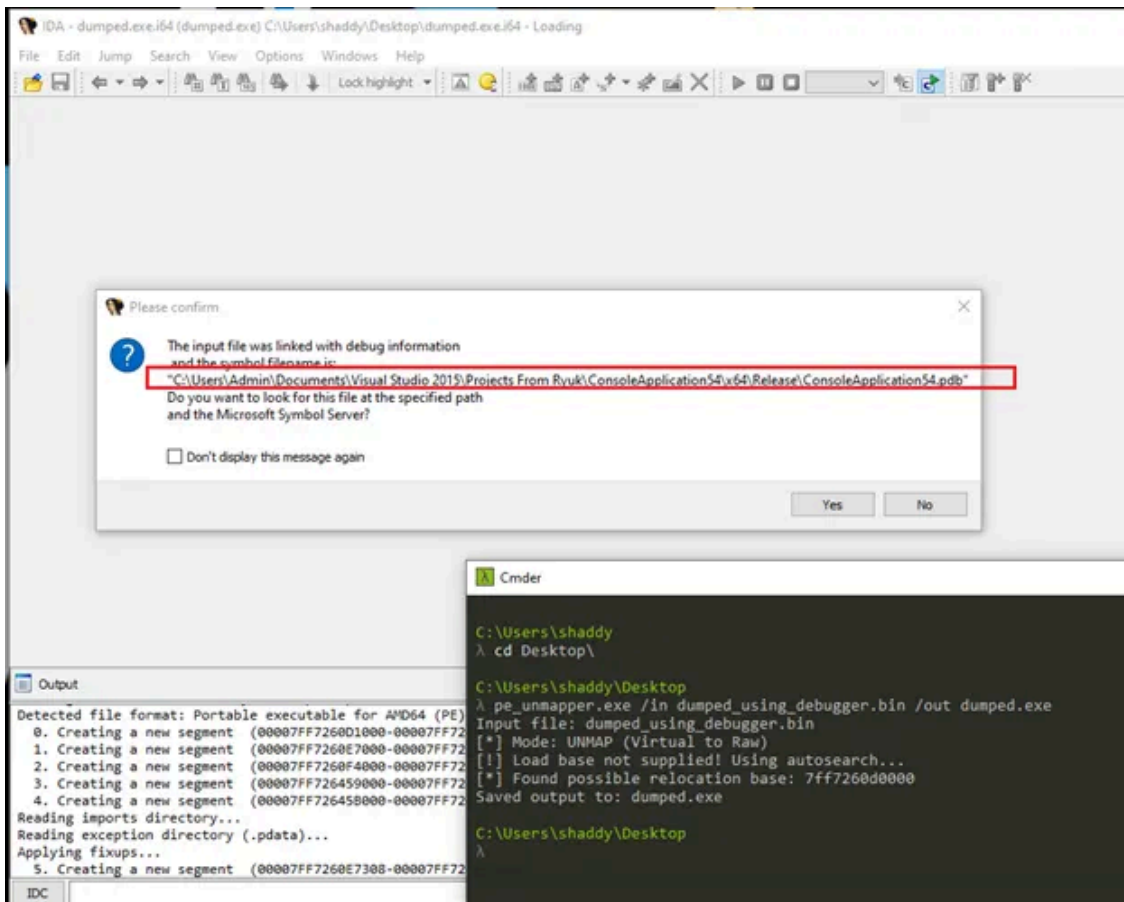 IDA - dumped.exe.i64 (dumped.exe) C:\Users\shaddy\Desktop\dumped.exe.i64 - Loading
File Edit Jump Search View Options Windows Help
Lock highlight
Please confirm
The input file was linked with debug information
and the symbol filename is:
"C:\Users\Admin\Documents\Visual Studio 2015\Projects From Ryuk\ConsoleApplication54\x64\Release\ConsoleApplication54.pdb"
Do you want to look for this file at the specified path
and the Microsoft Symbol Server?
Don't display this message again
Yes No
Cmder
C:\Users\shaddy
λ cd Desktop\
C:\Users\shaddy\Desktop
λ pe_unmapper.exe /in dumped_using_debugger.bin /out dumped.exe
Input file: dumped_using_debugger.bin
[*] Mode: UNMAP (Virtual to Raw)
[!] Load base not supplied! Using autosearch...
[*] Found possible relocation base: 7ff7260d0000
Saved output to: dumped.exe
C:\Users\shaddy\Desktop
λ
Output
Detected file format: Portable executable for AMD64 (PE)
0. Creating a new segment (00007FF7260D1000-00007FF72
1. Creating a new segment (00007FF7260E7000-00007FF72
2. Creating a new segment (00007FF7260F4000-00007FF72
3. Creating a new segment (00007FF726459000-00007FF72
4. Creating a new segment (00007FF726458000-00007FF72
Reading imports directory...
Reading exception directory (.pdata)...
Applying fixups...
5. Creating a new segment (00007FF7260E7308-00007FF72
IDC